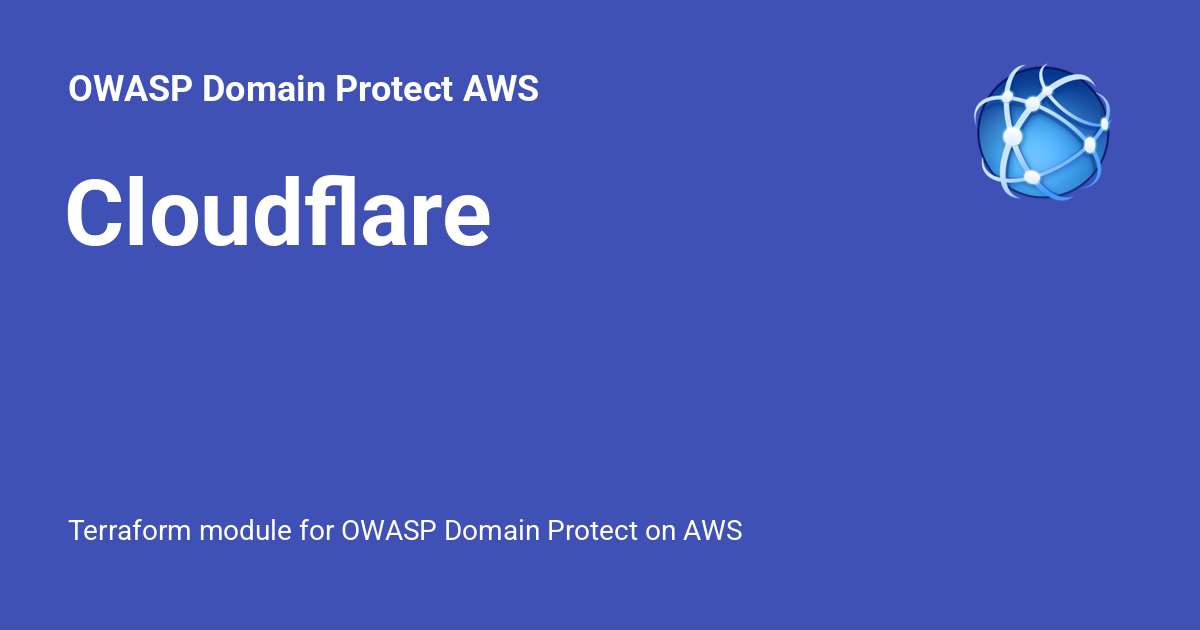 OWASP Domain Protect AWS
Cloudflare
Terraform module for OWASP Domain Protect on AWS